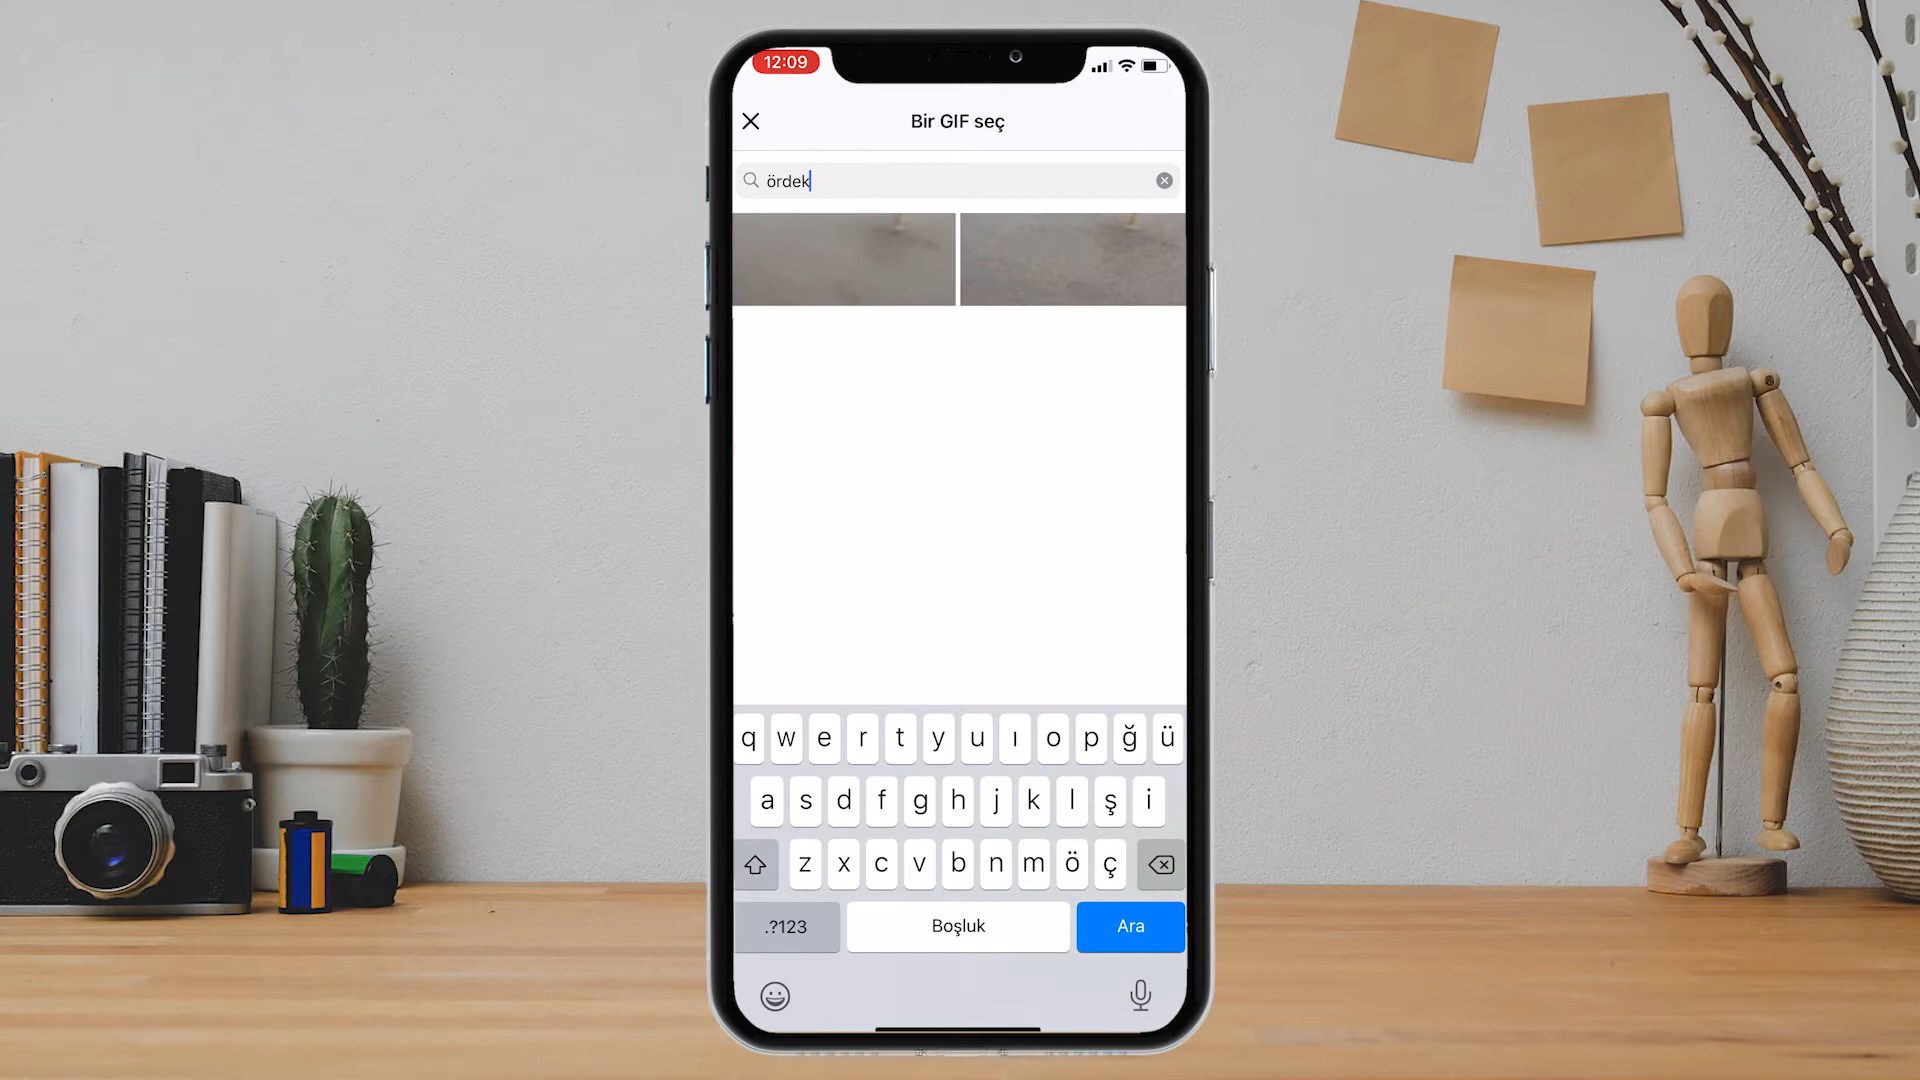 12:09
Bir GIF seç
ördek
q w e r t y u ı o p ğ ü
a s d f g h j k l ş i
z x c v b n m ö ç
.?123 Boşluk Ara